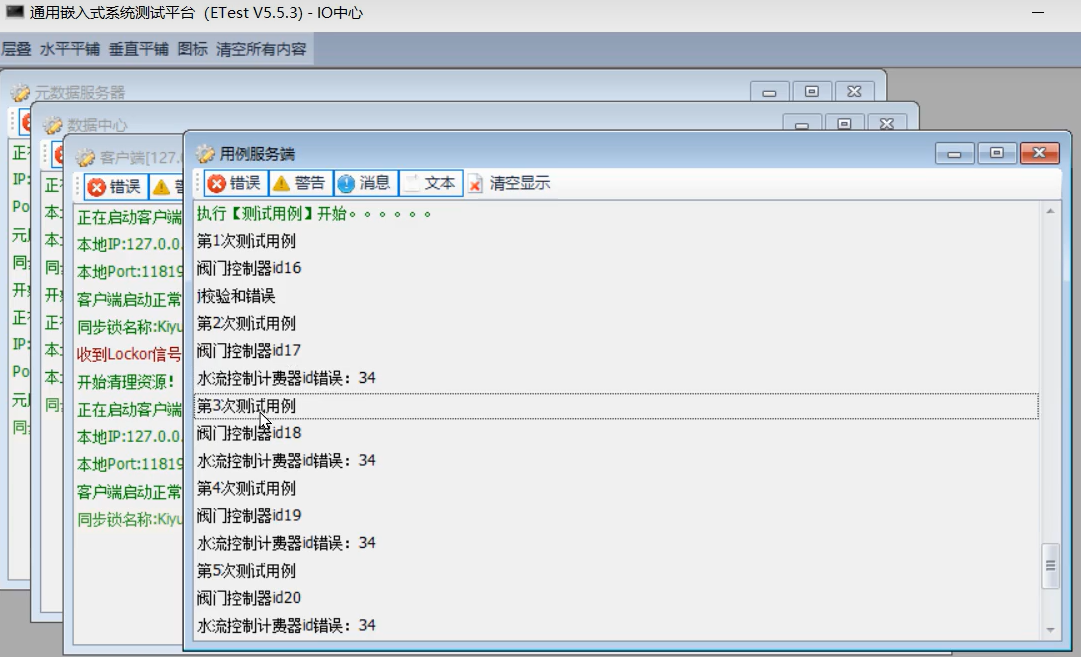 通用嵌入式系统测试平台（ETest V5.5.3）- IO中心
层叠 水平平铺 垂直平铺 图标 清空所有内容
元数据服务器
数据中心
客户端[127.0
用例服务端
错误
错误 警告 消息 文本 清空显示
正在启动客户端
本地IP:127.0.0.
本地Port:11819
客户端启动正常
同步锁名称:Kiyu
收到Lockor信号
开始清理资源！
正在启动客户端
本地IP:127.0.0.
本地Port:11819
客户端启动正常
同步锁名称:Kiyu
执行【测试用例】开始。。。。。。
第1次测试用例
阀门控制器id16
j校验和错误
第2次测试用例
阀门控制器id17
水流控制计费器id错误：34
第3次测试用例
阀门控制器id18
水流控制计费器id错误：34
第4次测试用例
阀门控制器id19
水流控制计费器id错误：34
第5次测试用例
阀门控制器id20
水流控制计费器id错误：34